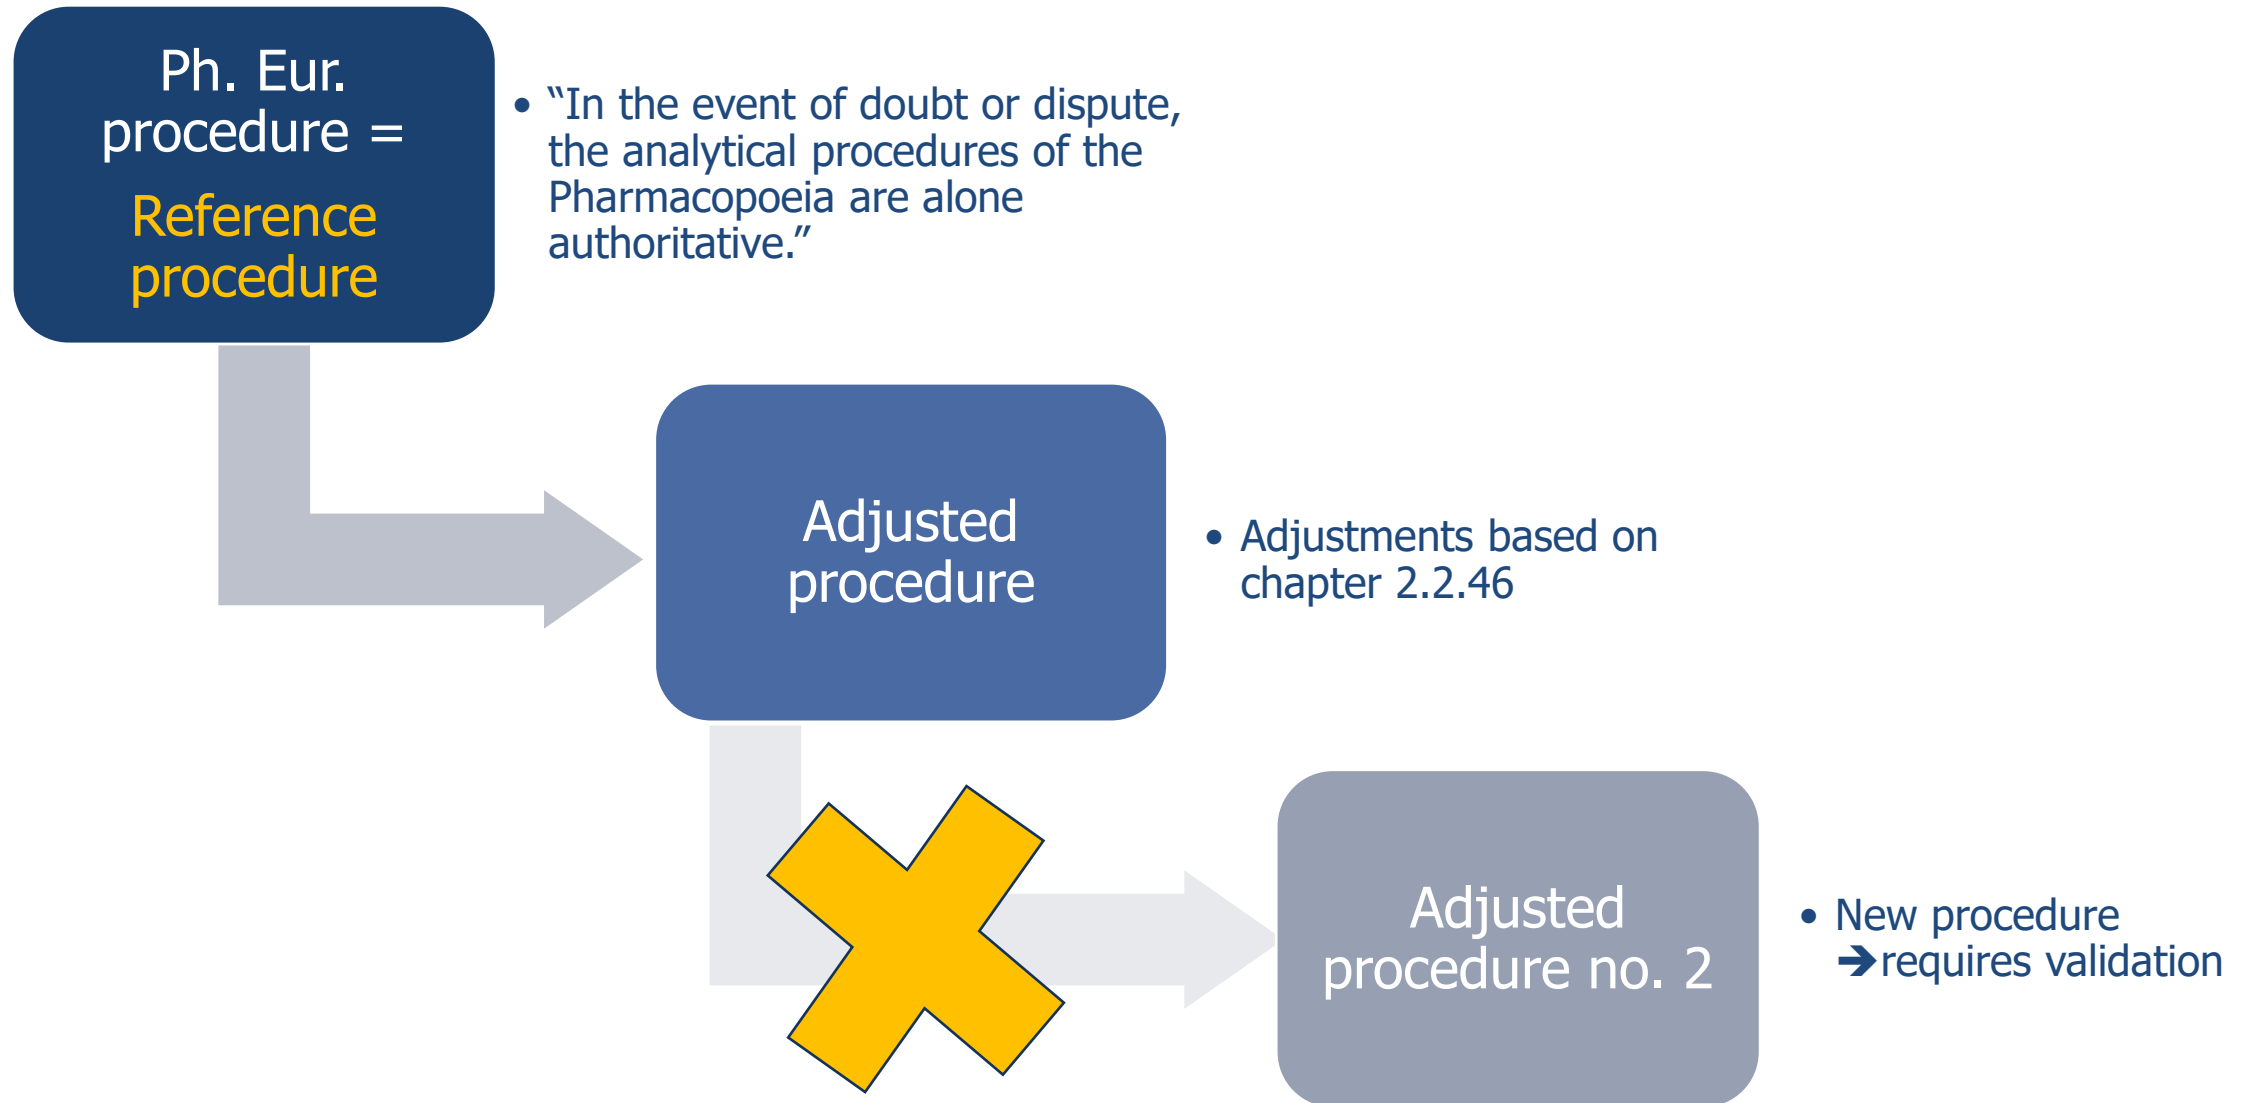 Ph. Eur.
procedure =
Reference
procedure
• “In the event of doubt or dispute,
the analytical procedures of the
Pharmacopoeia are alone
authoritative.”
Adjusted
procedure
• Adjustments based on
chapter 2.2.46
Adjusted
procedure no. 2
• New procedure
➔requires validation